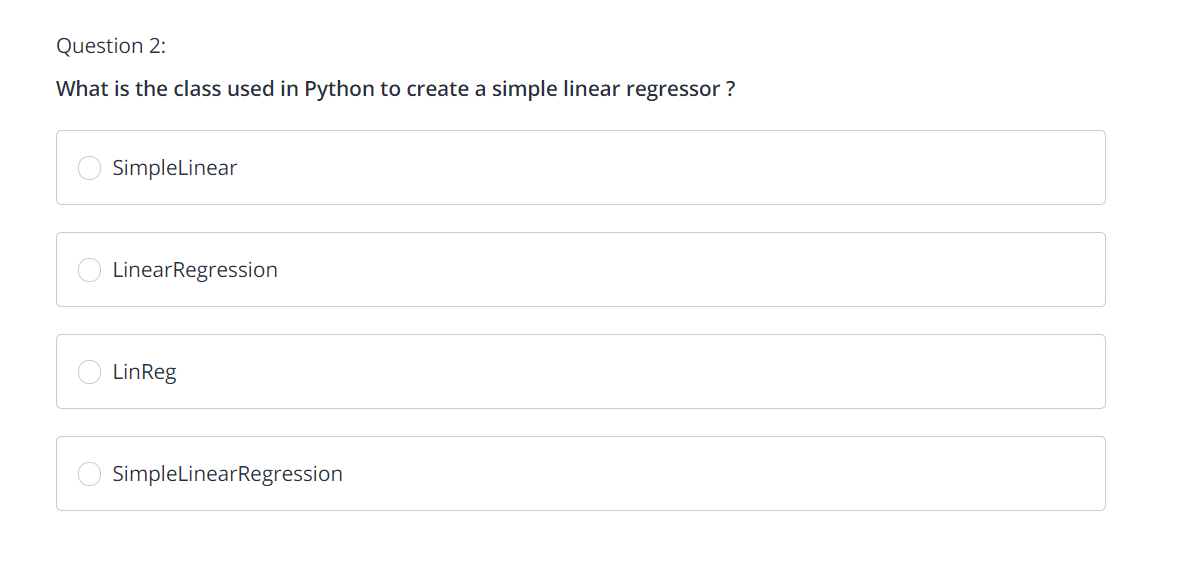 Question 2:
What is the class used in Python to create a simple linear regressor ?
SimpleLinear
LinearRegression
LinReg
SimpleLinearRegression